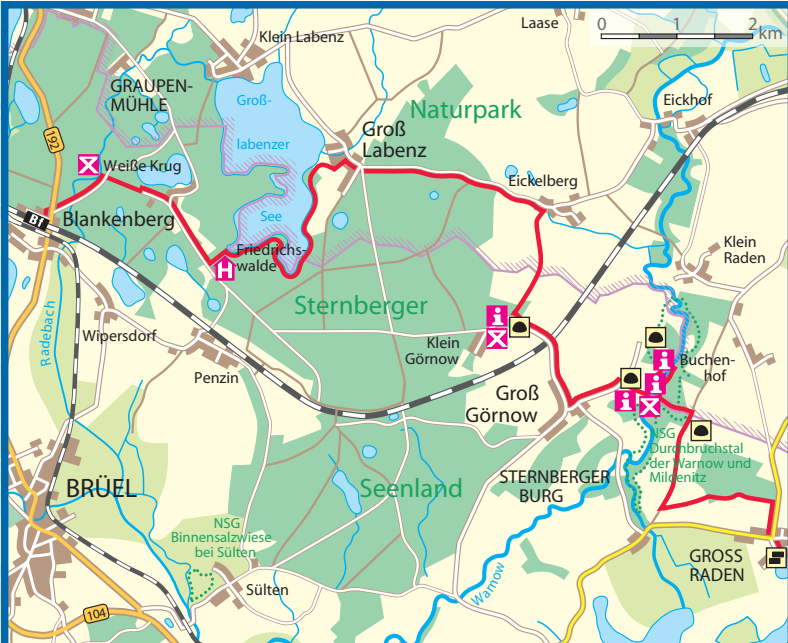 Laase
0 1 2
km
Klein Labenz
GRAUPEN-
MÜHLE
Groß-
labenzer
See
Naturpark
Eickhof
192
Groß
Labenz
Weiße Krug
Eickelberg
Bf
Blankenberg
Friedrichs-
walde
H
Klein
Raden
Sternberger
i
Radebach
Wipersdorf
Klein
Görnow
Penzin
i
Buchen-
hof
i
i
Groß
Görnow
NSG
Durchbruchstal
der Warnow und
Mildenitz
BRÜEL
Seenland
STERNBERGER
BURG
NSG
Binnensalzwiese
bei Sülten
GROSS
RADEN
Sülten
Warnow
104